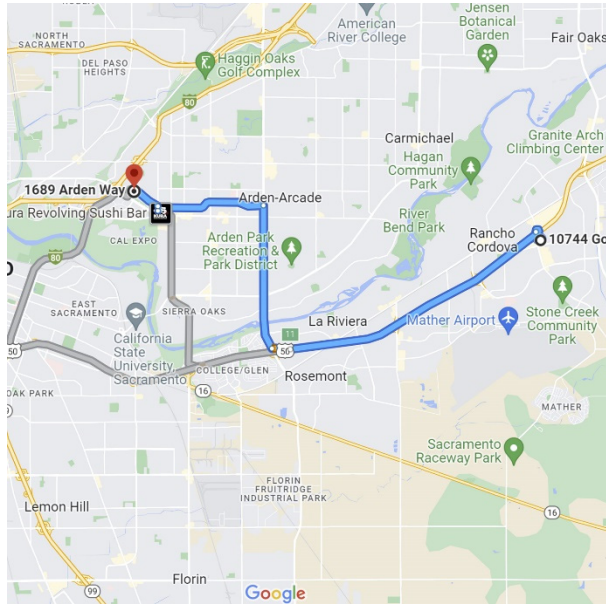 American
River College
Jensen
Botanical
Garden
Fair Oaks
NORTH
SACRAMENTO
DEL PASO
HEIGHTS
Haggin Oaks
Golf Complex
80
Granite Arch
Climbing Center
Carmichael
Hagan
Community
Park
1689 Arden Way
ura Revolving Sushi Bar
Arden-Arcade
River
Bend Park
Rancho
Cordova
10744 Go
CAL EXPO
Arden Park
Recreation &
Park District
80
EAST
SACRAMENTO
SIERRA OAKS
La Riviera
Mather Airport
Stone Creek
Community
Park
California
State
University,
Sacramento
11
50
56
COLLEGE/GLEN
Rosemont
16
OAK PARK
MATHER
Sacramento
Raceway Park
FLORIN
FRUITRIDGE
INDUSTRIAL PARK
16
Lemon Hill
99
Florin
Google